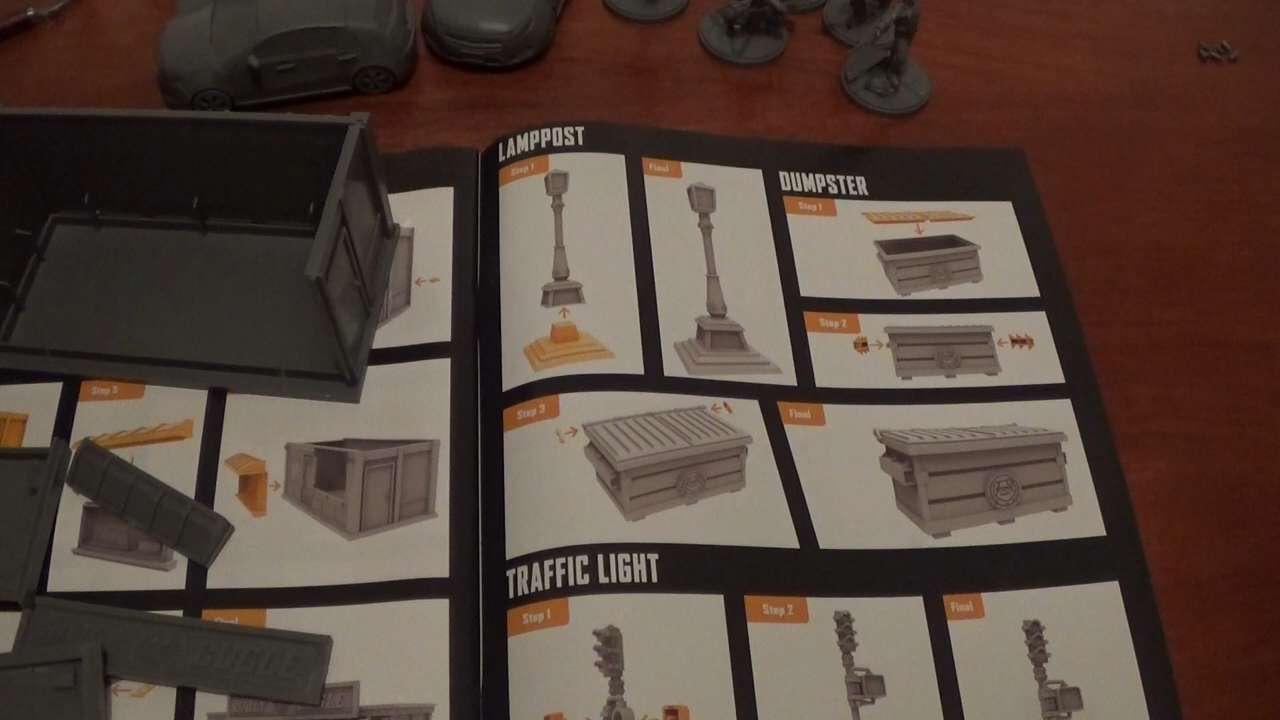 LAMPPOST
Step 1
Final
DUMPSTER
Step 1
Step 2
Step 3
Final
Step 5
TRAFFIC LIGHT
Step 1
Step 2
Final